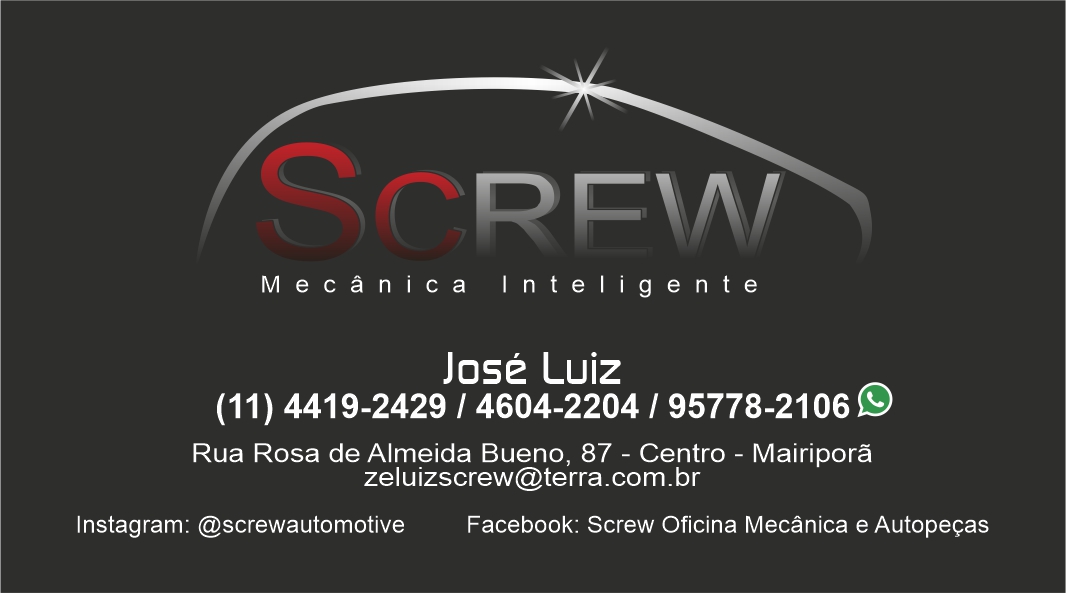 SCREW
Mecânica Inteligente
José Luiz
(11) 4419-2429 / 4604-2204 / 95778-2106
Rua Rosa de Almeida Bueno, 87 - Centro - Mairiporã
zeluizscrew@terra.com.br
Instagram: @screwautomotive Facebook: Screw Oficina Mecânica e Autopeças